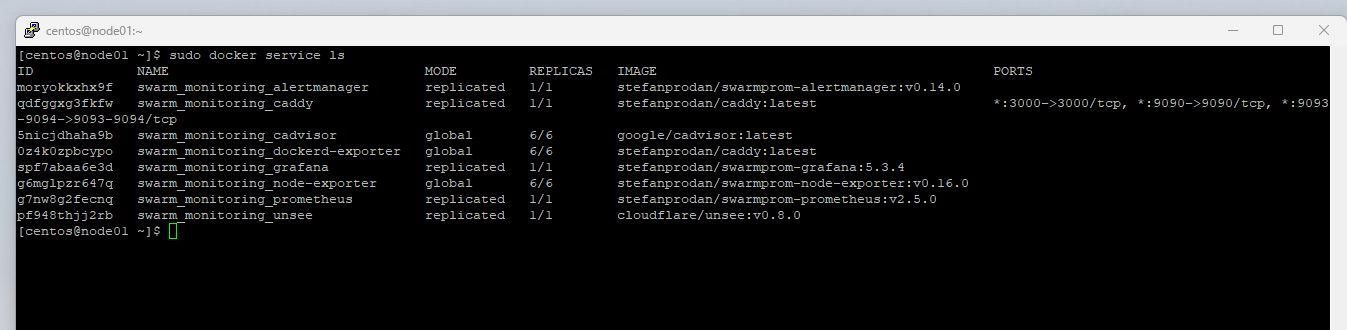 centos@node01:~
[centos@node01 ~]$ sudo docker service ls
ID NAME MODE REPLICAS IMAGE PORTS
moryokkxhx9f swarm_monitoring_alertmanager replicated 1/1 stefanprodan/swarmprom-alertmanager:v0.14.0
qdfggxg3fkfw swarm_monitoring_caddy replicated 1/1 stefanprodan/caddy:latest *:3000->3000/tcp, *:9090->9090/tcp, *:9093
-9094->9093-9094/tcp
5nicjdhaha9b swarm_monitoring_cadvisor global 6/6 google/cadvisor:latest
0z4k0zpbcypo swarm_monitoring_dockerd-exporter global 6/6 stefanprodan/caddy:latest
spf7abaa6e3d swarm_monitoring_grafana replicated 1/1 stefanprodan/swarmprom-grafana:5.3.4
g6mglpzr647q swarm_monitoring_node-exporter global 6/6 stefanprodan/swarmprom-node-exporter:v0.16.0
g7nw8g2fecnq swarm_monitoring_prometheus replicated 1/1 stefanprodan/swarmprom-prometheus:v2.5.0
pf948thjj2rb swarm_monitoring_unsee replicated 1/1 cloudflare/unsee:v0.8.0
[centos@node01 ~]$